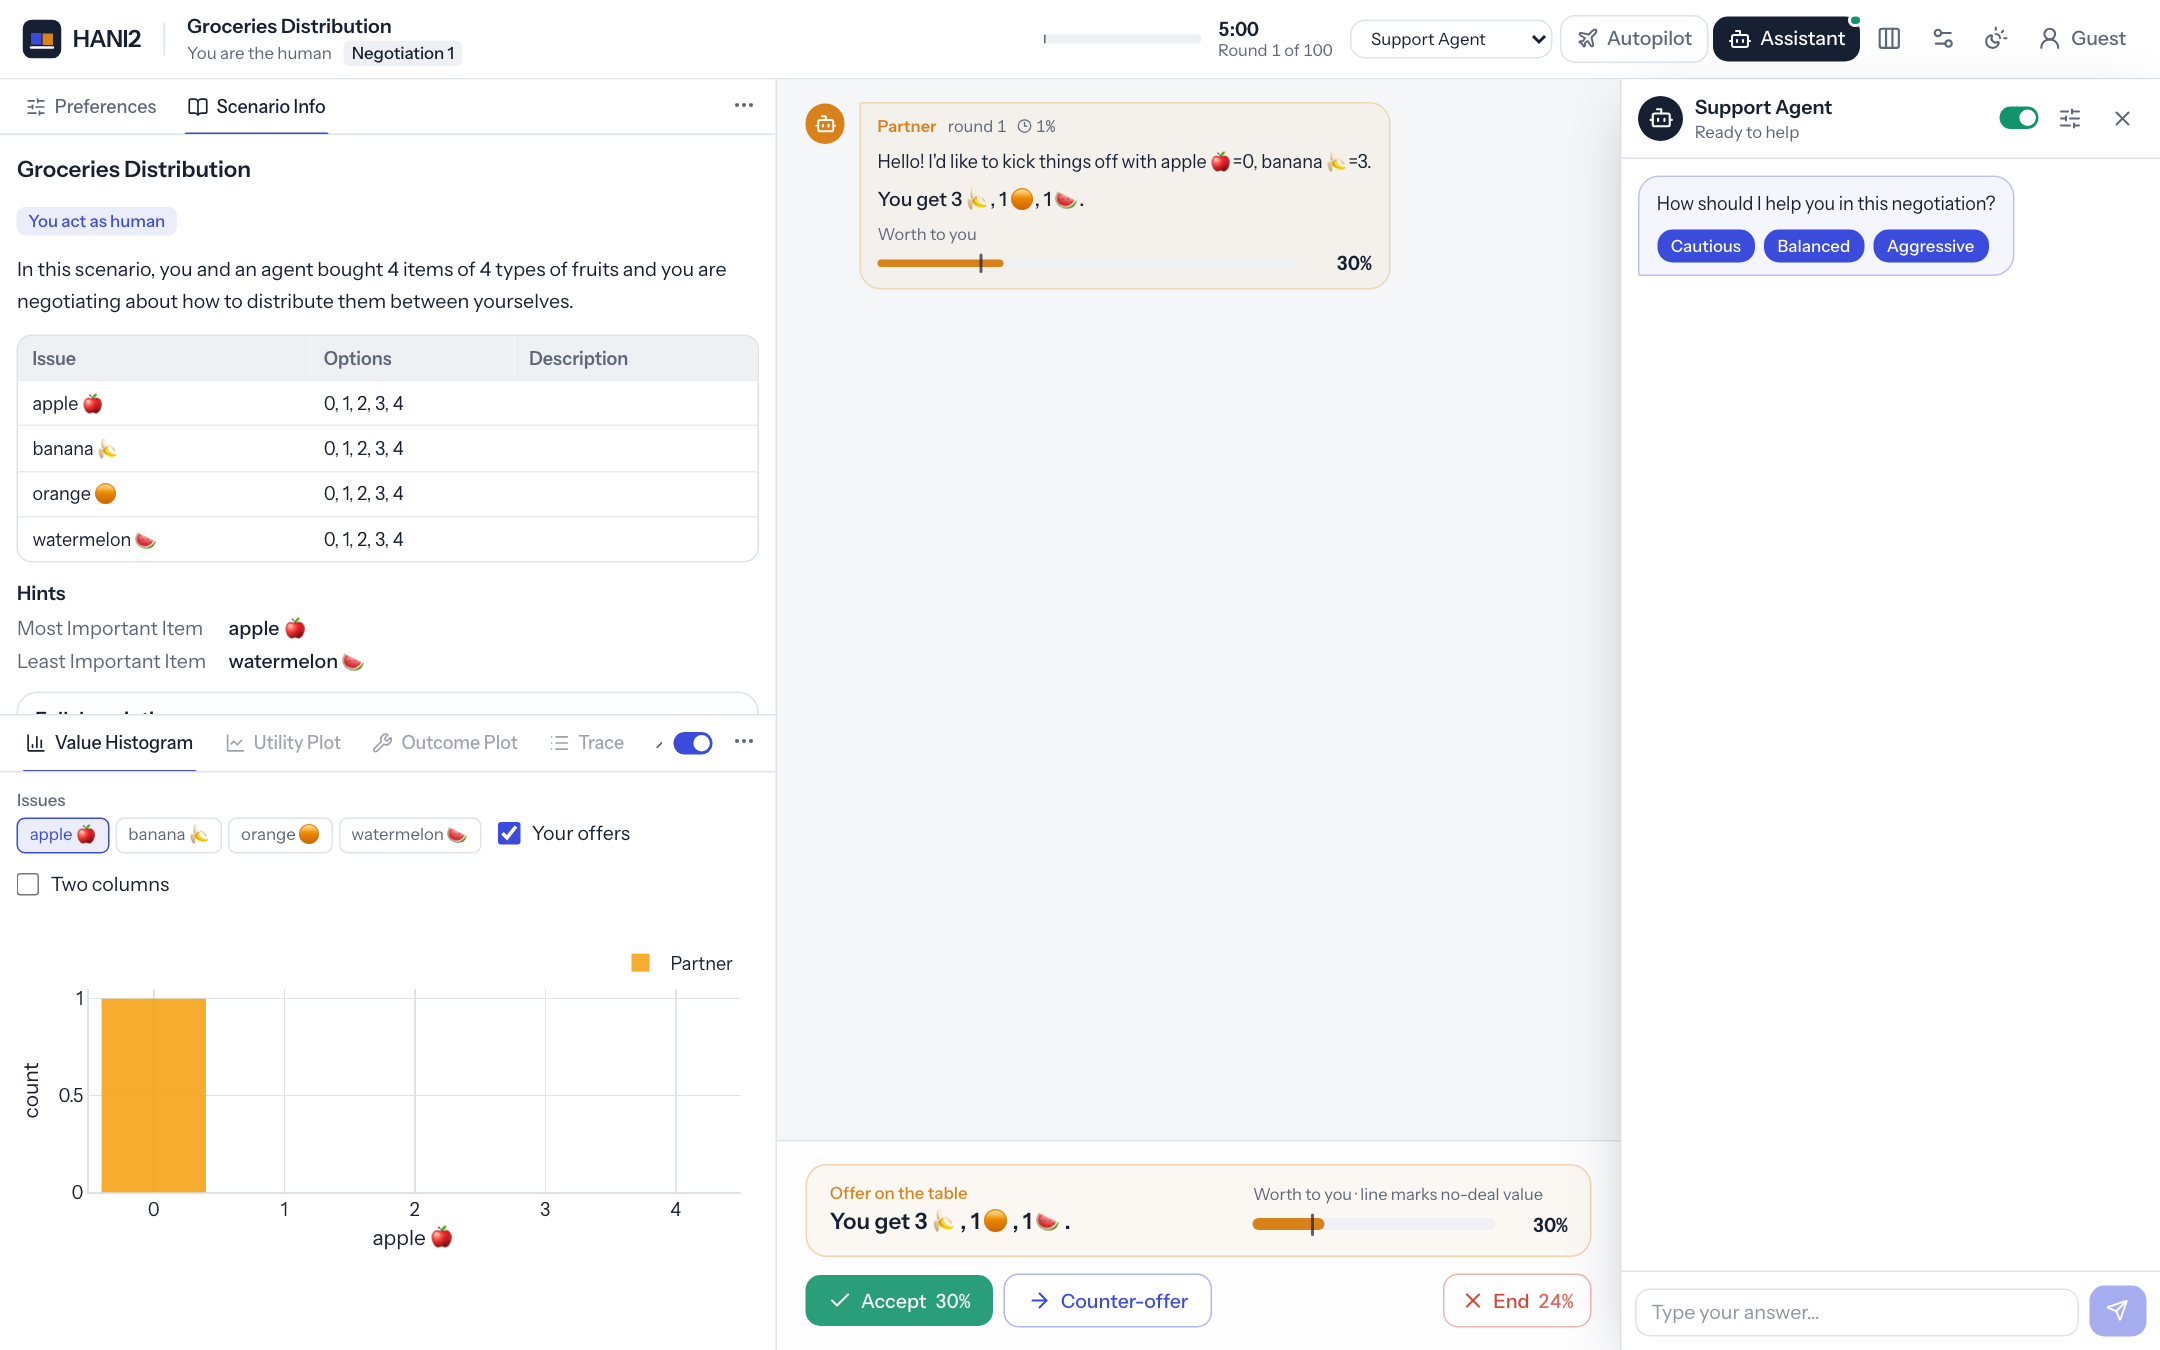 HANI2
Groceries Distribution
You are the human Negotiation 1
5:00
Round 1 of 100
Support Agent
Autopilot
Assistant
Guest
Preferences
Scenario Info
Groceries Distribution
You act as human
In this scenario, you and an agent bought 4 items of 4 types of fruits and you are
negotiating about how to distribute them between yourselves.
Issue Options Description
apple 🍎 0, 1, 2, 3, 4
banana 🍌 0, 1, 2, 3, 4
orange 🟠 0, 1, 2, 3, 4
watermelon 🍉 0, 1, 2, 3, 4
Hints
Most Important Item apple 🍎
Least Important Item watermelon 🍉
Value Histogram
Utility Plot
Outcome Plot
Trace
Issues
apple 🍎
banana 🍌
orange 🟠
watermelon 🍉
Your offers
Two columns
Partner
1
0.5
0
count
0 1 2 3 4
apple 🍎
Partner round 1 1%
Hello! I'd like to kick things off with apple 🍎=0, banana 🍌=3.
You get 3 🍌, 1 🟠, 1 🍉.
Worth to you
30%
Offer on the table
You get 3 🍌, 1 🟠, 1 🍉.
Worth to you · line marks no-deal value
30%
Accept 30%
Counter-offer
End 24%
Support Agent
Ready to help
How should I help you in this negotiation?
Cautious
Balanced
Aggressive
Type your answer...